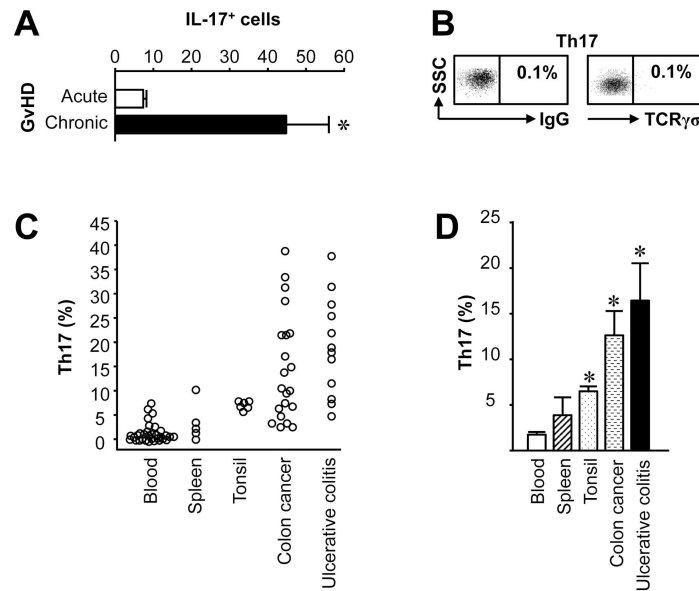 A
IL-17⁺ cells
0 10 20 30 40 50 60
GvHD
Acute
Chronic
*
B
Th17
SSC
0.1%
0.1%
IgG
TCRγσ
C
Th17 (%)
45
40
35
30
25
20
15
10
5
0
Blood
Spleen
Tonsil
Colon cancer
Ulcerative colitis
D
Th17 (%)
25
20
15
10
5
*
*
*
Blood
Spleen
Tonsil
Colon cancer
Ulcerative colitis